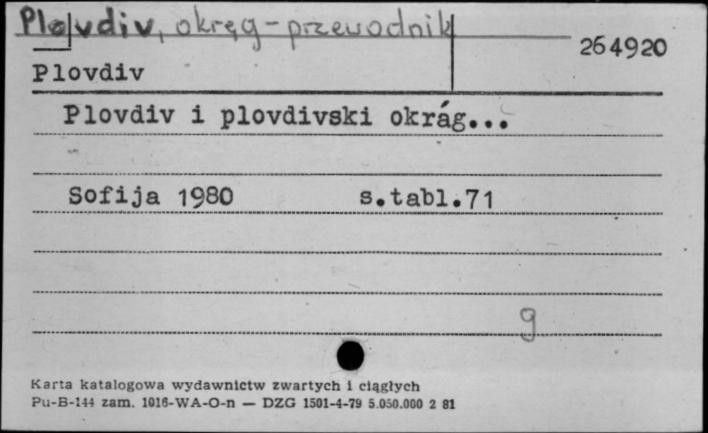 Plovdiv, okręg-przewodnik
264920
Plovdiv
Plovdiv i plovdivski okrág...
Sofija 1980 s.tabl.71
g
Karta katalogowa wydawnictw zwartych i ciągłych
Pu-B-144 zam. 1016-WA-O-n — DZG 1501-4-79 5.050.000 2 81